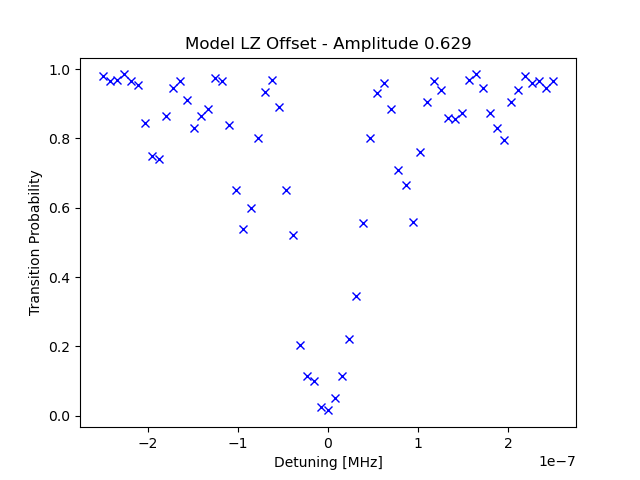 Model LZ Offset - Amplitude 0.629
1.0
0.8
0.6
0.4
0.2
0.0
Transition Probability
−2
−1
0
1
2
1e−7
Detuning [MHz]